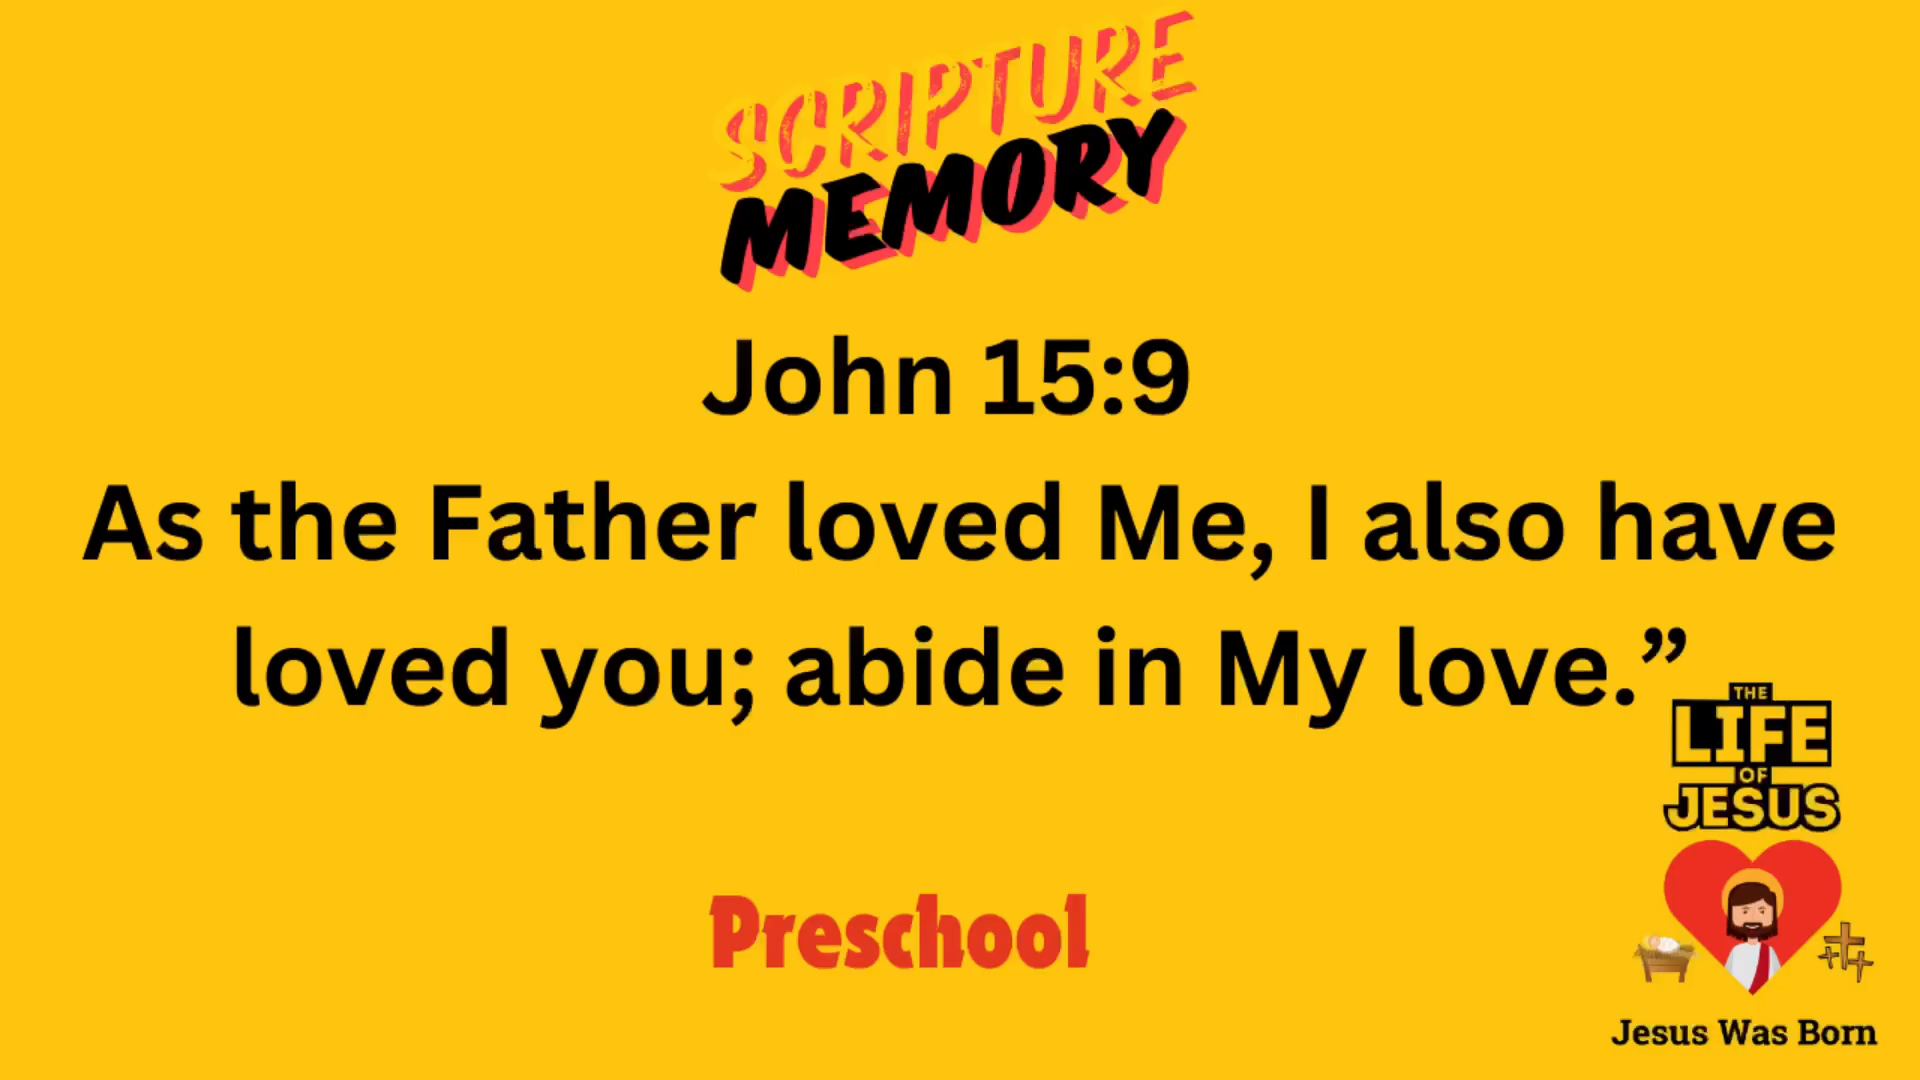 SCRIPTURE
MEMORY
John 15:9
As the Father loved Me, I also have
loved you; abide in My love.”
THE
LIFE
OF
JESUS
Preschool
Jesus Was Born